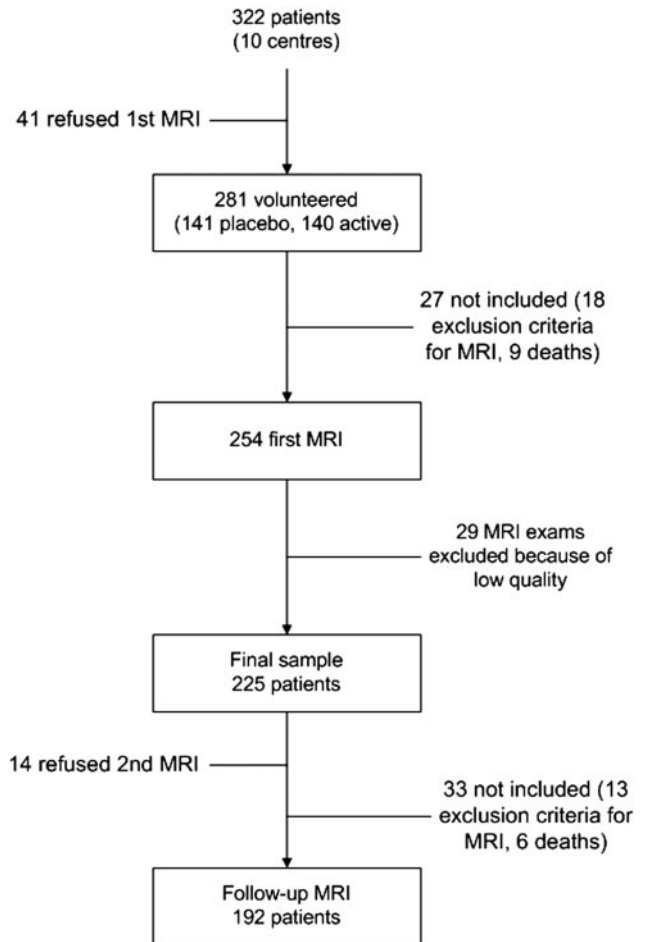 322 patients
(10 centres)
41 refused 1st MRI
281 volunteered
(141 placebo, 140 active)
27 not included (18
exclusion criteria
for MRI, 9 deaths)
254 first MRI
29 MRI exams
excluded because of
low quality
Final sample
225 patients
14 refused 2nd MRI
33 not included (13
exclusion criteria for
MRI, 6 deaths)
Follow-up MRI
192 patients